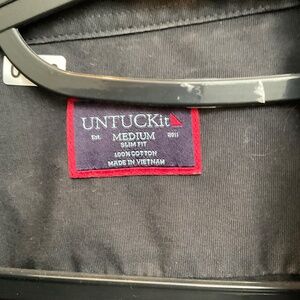 UNTUCKit
Est. MEDIUM 2011
SLIM FIT
100% COTTON
MADE IN VIETNAM